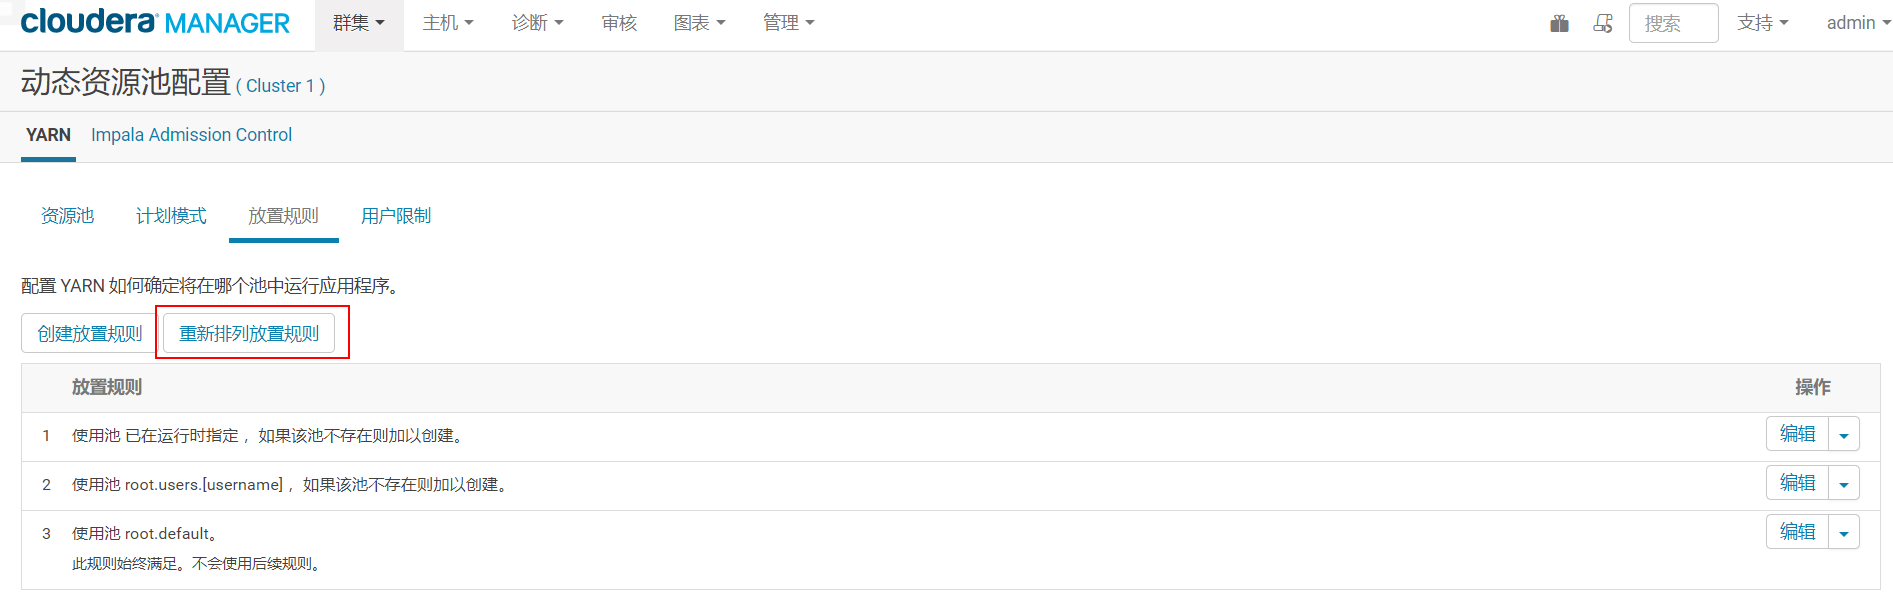 cloudera MANAGER 群集 主机 诊断 审核 图表 管理 搜索 支持 admin
动态资源池配置 ( Cluster 1 )
YARN Impala Admission Control
资源池 计划模式 放置规则 用户限制
配置 YARN 如何确定将在哪个池中运行应用程序。
创建放置规则 重新排列放置规则
放置规则 操作
1 使用池 已在运行时指定 ，如果该池不存在则加以创建。 编辑
2 使用池 root.users.[username] ，如果该池不存在则加以创建。 编辑
3 使用池 root.default。 编辑
此规则始终满足。不会使用后续规则。